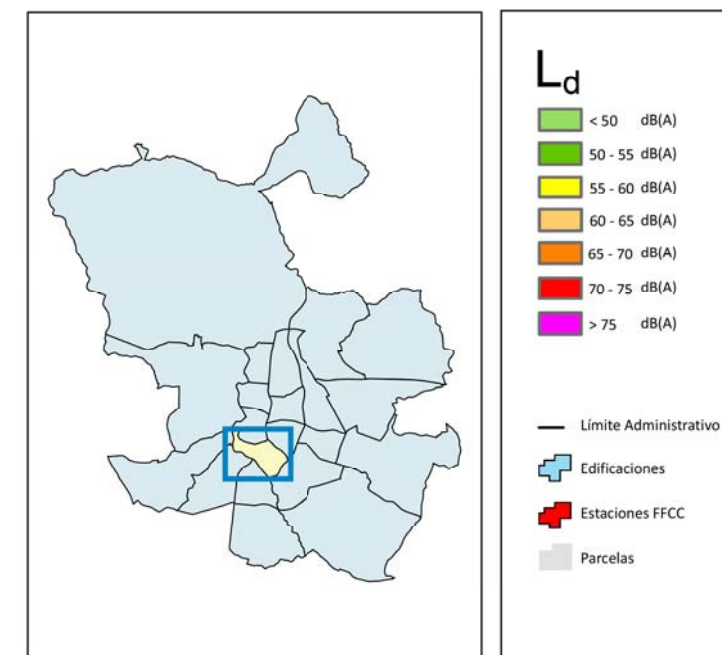 Ld
< 50 dB(A)
50 - 55 dB(A)
55 - 60 dB(A)
60 - 65 dB(A)
65 - 70 dB(A)
70 - 75 dB(A)
> 75 dB(A)
Límite Administrativo
Edificaciones
Estaciones FFCC
Parcelas